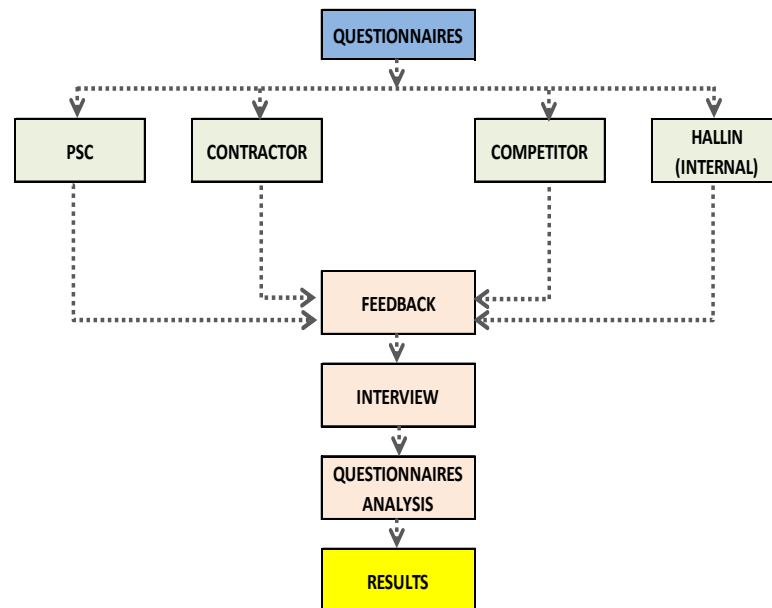 QUESTIONNAIRES
PSC
CONTRACTOR
COMPETITOR
HALLIN
(INTERNAL)
FEEDBACK
INTERVIEW
QUESTIONNAIRES
ANALYSIS
RESULTS